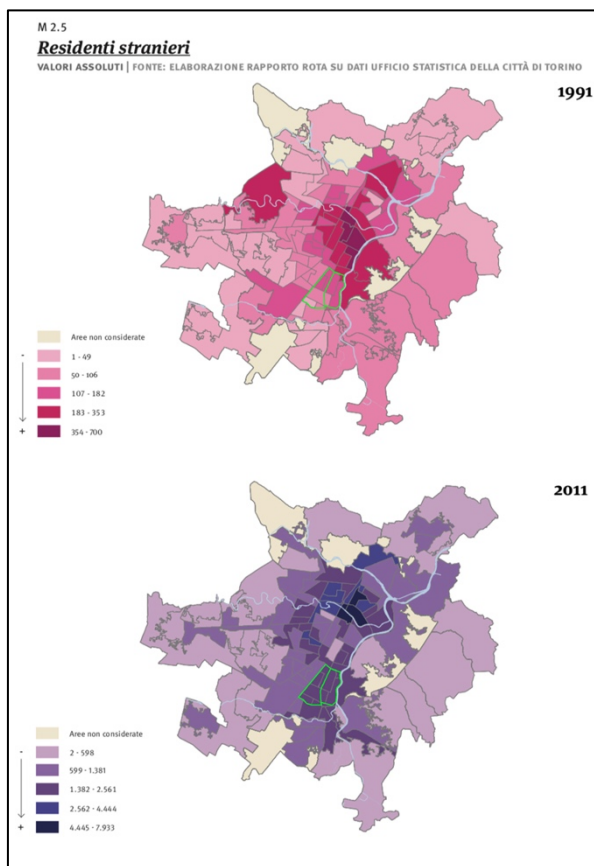 M 2.5
Residenti stranieri
VALORI ASSOLUTI | FONTE: ELABORAZIONE RAPPORTO ROTA SU DATI UFFICIO STATISTICA DELLA CITTÀ DI TORINO
1991
Aree non considerate
-
1 - 49
50 - 106
107 - 182
183 - 353
+
354 - 700
2011
Aree non considerate
-
2 - 598
599 - 1.381
1.382 - 2.561
2.562 - 4.444
+
4.445 - 7.933